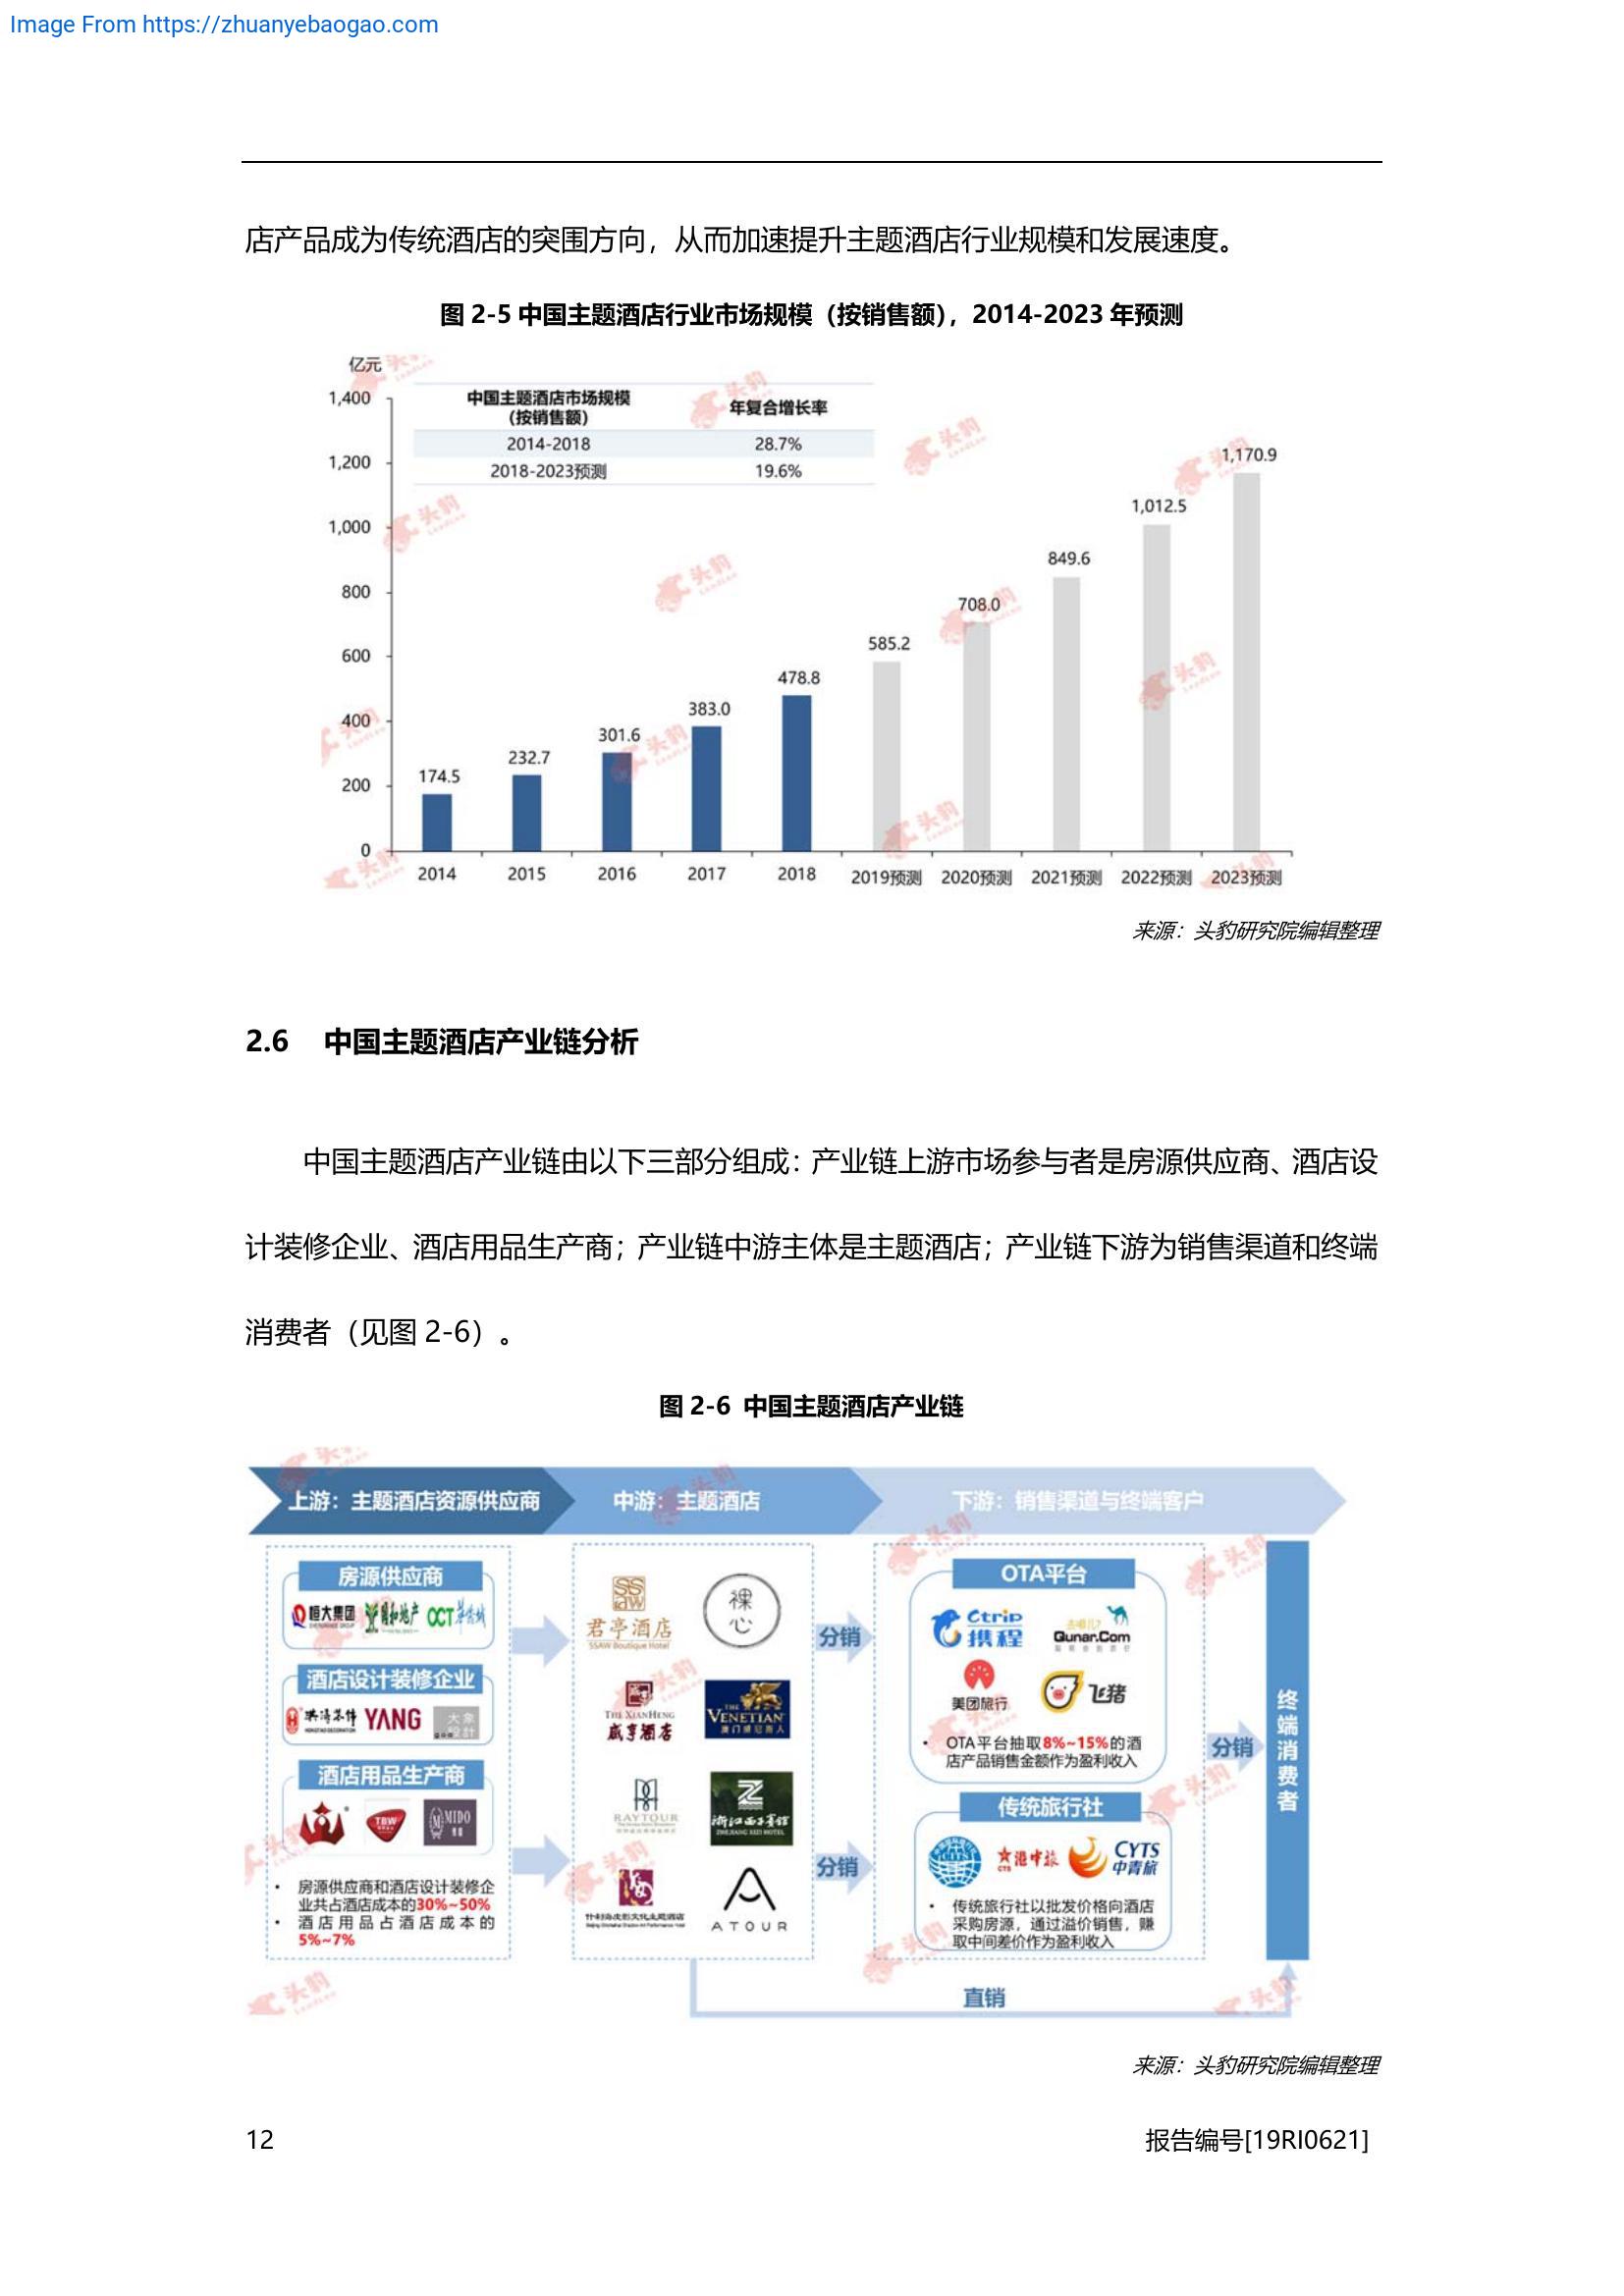 Image From https://zhuanyebaogao.com
店产品成为传统酒店的突围方向，从而加速提升主题酒店行业规模和发展速度。
图 2-5 中国主题酒店行业市场规模（按销售额），2014-2023 年预测
亿元
中国主题酒店市场规模
(按销售额)
年复合增长率
2014-2018 28.7%
2018-2023预测 19.6%
1,400
1,200
1,000
800
600
400
200
0
174.5
232.7
301.6
383.0
478.8
585.2
708.0
849.6
1,012.5
1,170.9
2014 2015 2016 2017 2018 2019预测 2020预测 2021预测 2022预测 2023预测
来源：头豹研究院编辑整理
2.6 中国主题酒店产业链分析
中国主题酒店产业链由以下三部分组成：产业链上游市场参与者是房源供应商、酒店设
计装修企业、酒店用品生产商；产业链中游主体是主题酒店；产业链下游为销售渠道和终端
消费者（见图 2-6）。
图 2-6 中国主题酒店产业链
上游：主题酒店资源供应商
中游：主题酒店
下游：销售渠道与终端客户
房源供应商
恒大集团
OCT 华侨城
酒店设计装修企业
YANG
大象
設計
酒店用品生产商
TBW
MIDO
• 房源供应商和酒店设计装修企
业共占酒店成本的30%~50%
• 酒店用品占酒店成本的
5%~7%
SSAW
君亭酒店
SSAW Boutique Hotel
裸
心
THE XIANHENG
咸亨酒店
THE
VENETIAN
澳门威尼斯人
RAYTOUR
浙江西子宾馆
ZHEJIANG XIZI HOTEL
什刹海皮影文化主题酒店
ATOUR
分销
分销
OTA平台
Ctrip
携程
去哪儿?
Qunar.Com
美团旅行
飞猪
• OTA平台抽取8%~15%的酒
店产品销售金额作为盈利收入
传统旅行社
CITS
CTS
港中旅
CYTS
中青旅
• 传统旅行社以批发价格向酒店
采购房源，通过溢价销售，赚
取中间差价作为盈利收入
分销
终端消费者
直销
来源：头豹研究院编辑整理
12
报告编号[19RI0621]
头豹
LeadLeo